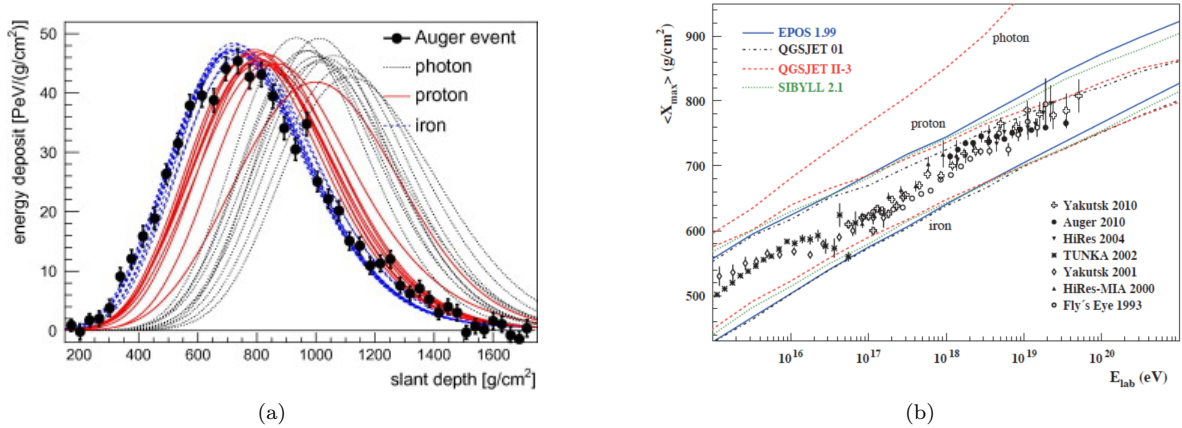 energy deposit [PeV/(g/cm²)]
50
40
30
20
10
0
Auger event
photon
proton
iron
200 400 600 800 1000 1200 1400 1600
slant depth [g/cm²]
(a)
<X_max> (g/cm²)
900
800
700
600
500
EPOS 1.99
QGSJET 01
QGSJET II-3
SIBYLL 2.1
photon
proton
iron
Yakutsk 2010
Auger 2010
HiRes 2004
TUNKA 2002
Yakutsk 2001
HiRes-MIA 2000
Fly´s Eye 1993
10¹⁶ 10¹⁷ 10¹⁸ 10¹⁹ 10²⁰
E_lab (eV)
(b)